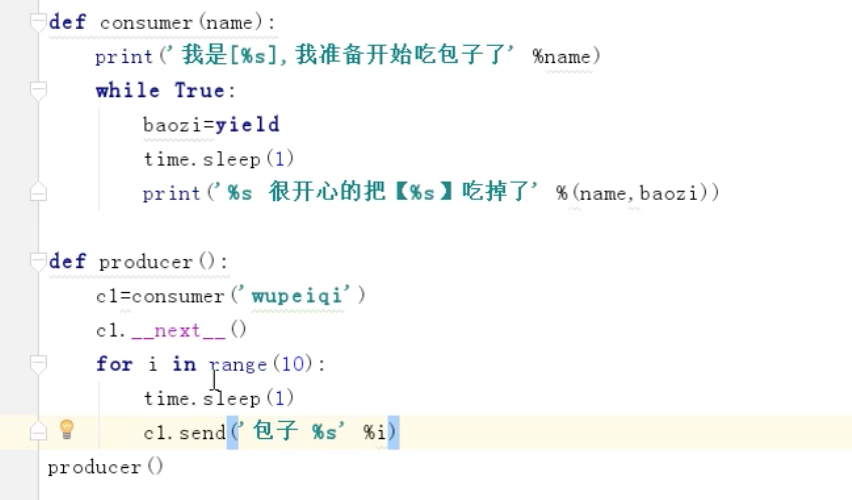 def consumer(name):
    print('我是[%s],我准备开始吃包子了' %name)
    while True:
        baozi=yield
        time.sleep(1)
        print('%s 很开心的把【%s】吃掉了' %(name,baozi))
def producer():
    c1=consumer('wupeiqi')
    c1.__next__()
    for i in range(10):
        time.sleep(1)
        c1.send('包子 %s' %i)
producer()